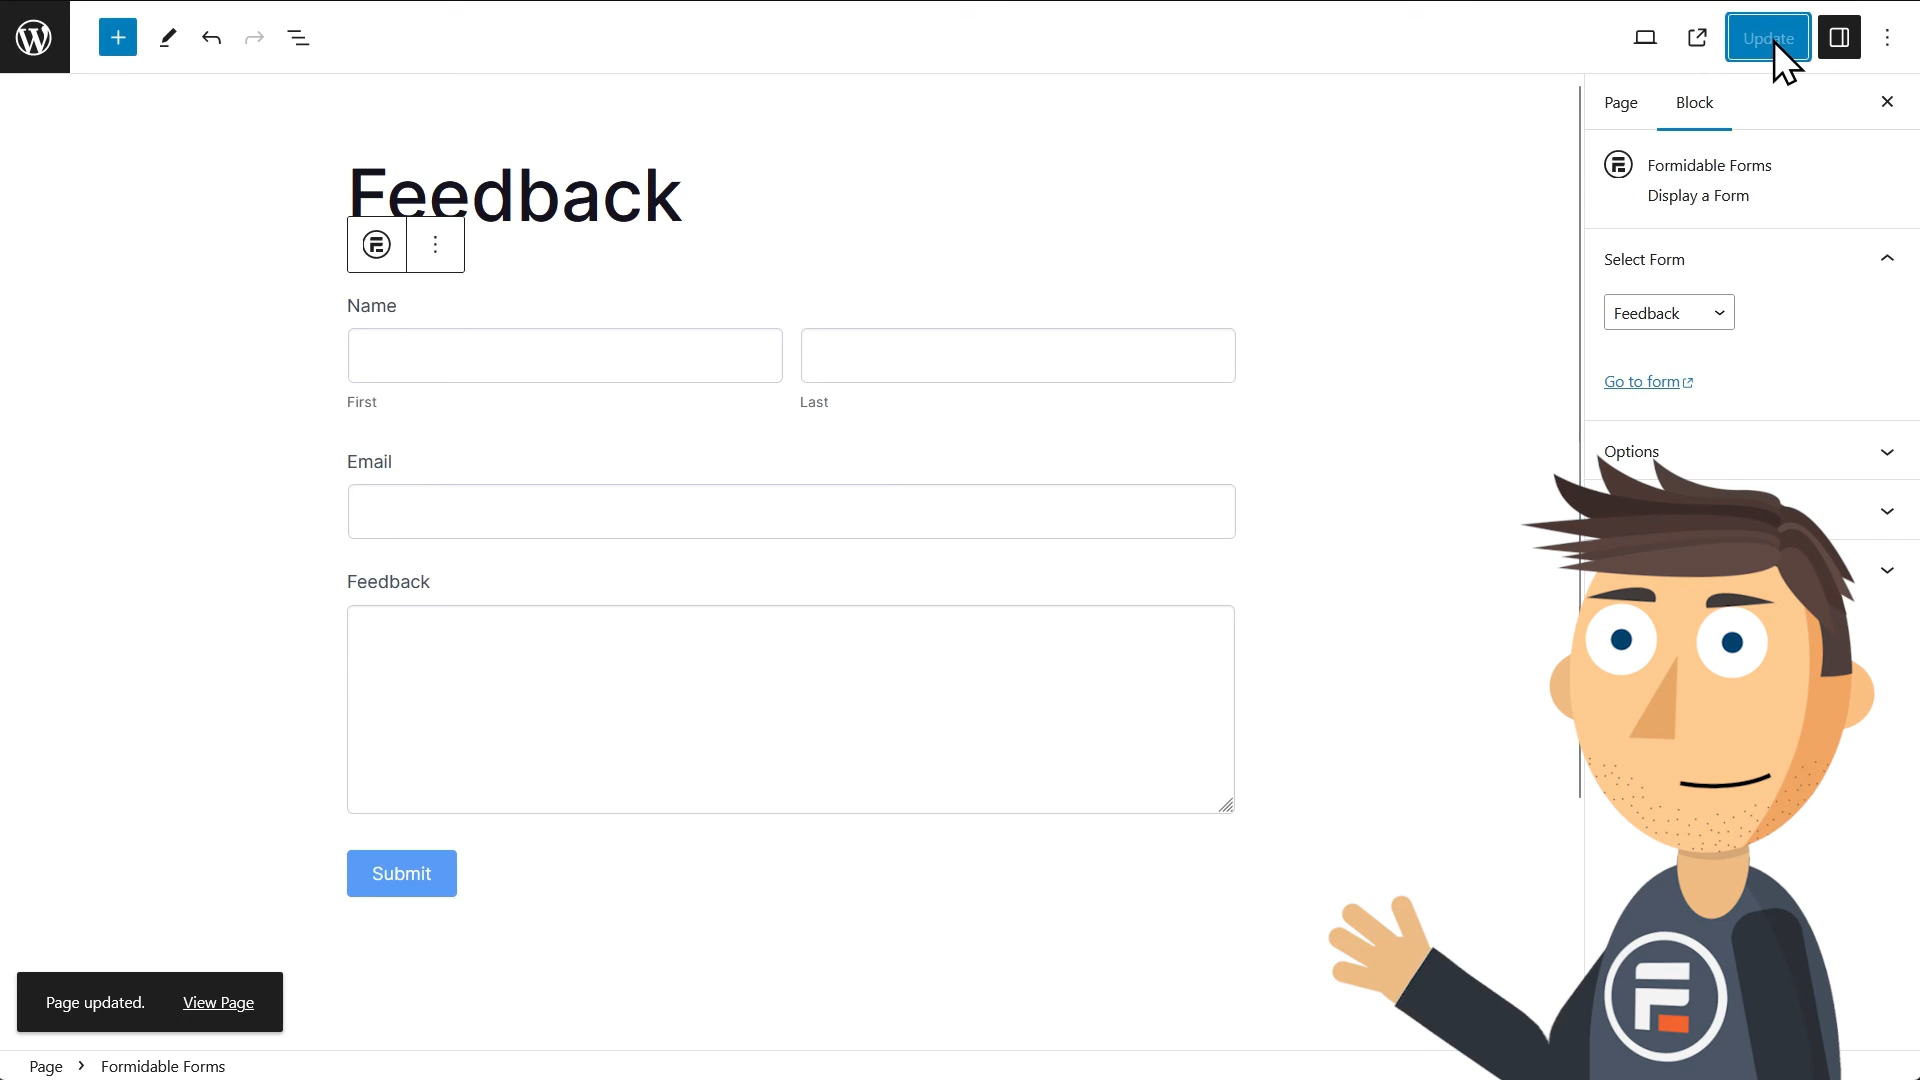 Update
Page Block
Formidable Forms
Display a Form
Select Form
Feedback
Go to form
Options
Feedback
Name
First Last
Email
Feedback
Submit
Page updated. View Page
Page > Formidable Forms